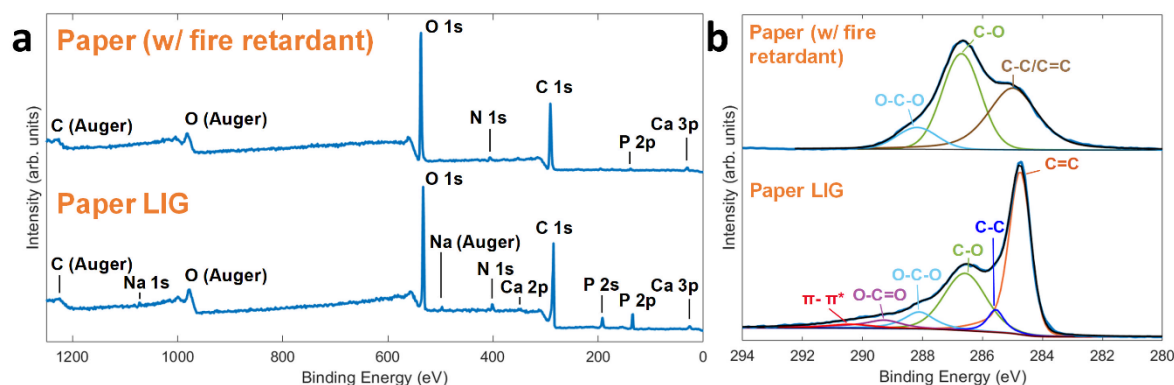 a
Paper (w/ fire retardant)
O 1s
C 1s
C (Auger)
O (Auger)
N 1s
P 2p
Ca 3p
Paper LIG
O 1s
C 1s
C (Auger)
Na 1s
O (Auger)
Na (Auger)
N 1s
Ca 2p
P 2s
P 2p
Ca 3p
Intensity (arb. units)
1200 1000 800 600 400 200 0
Binding Energy (eV)
b
Paper (w/ fire
retardant)
C-O
C-C/C=C
O-C-O
Paper LIG
C=C
C-C
C-O
O-C-O
O-C=O
π- π*
Intensity (arb. units)
294 292 290 288 286 284 282 280
Binding Energy (eV)